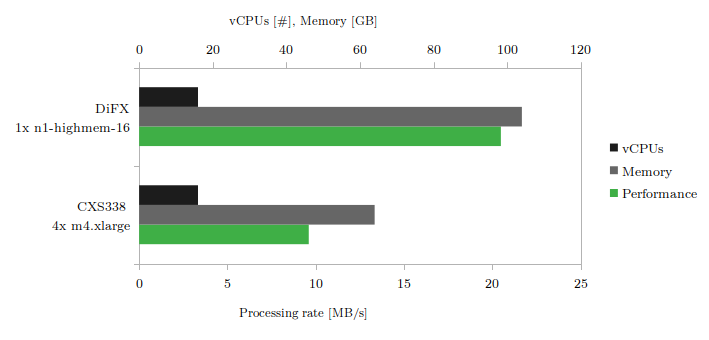 vCPUs [#], Memory [GB]
0 20 40 60 80 100 120
DiFX
1x n1-highmem-16
CXS338
4x m4.xlarge
vCPUs
Memory
Performance
0 5 10 15 20 25
Processing rate [MB/s]